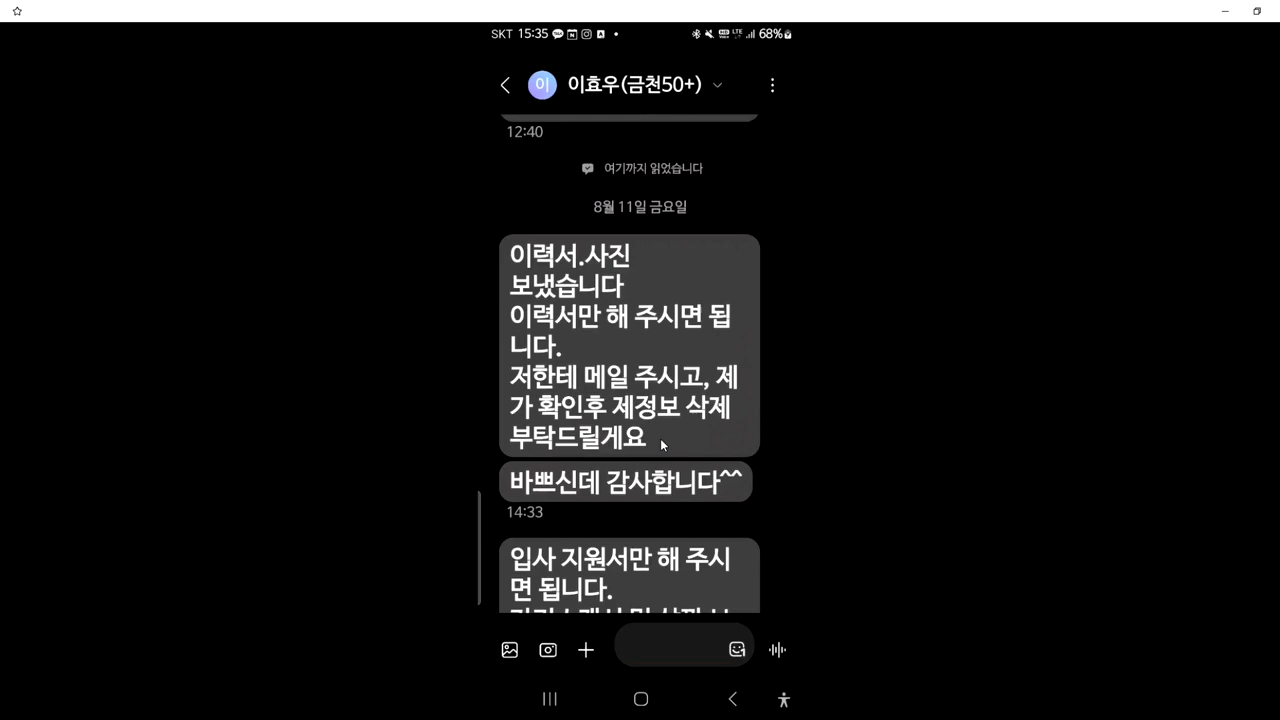 SKT 15:35
68%
이 이효우(금천50+)
12:40
여기까지 읽었습니다
8월 11일 금요일
이력서.사진
보냈습니다
이력서만 해 주시면 됩
니다.
저한테 메일 주시고, 제
가 확인후 제정보 삭제
부탁드릴게요
바쁘신데 감사합니다^^
14:33
입사 지원서만 해 주시
면 됩니다.